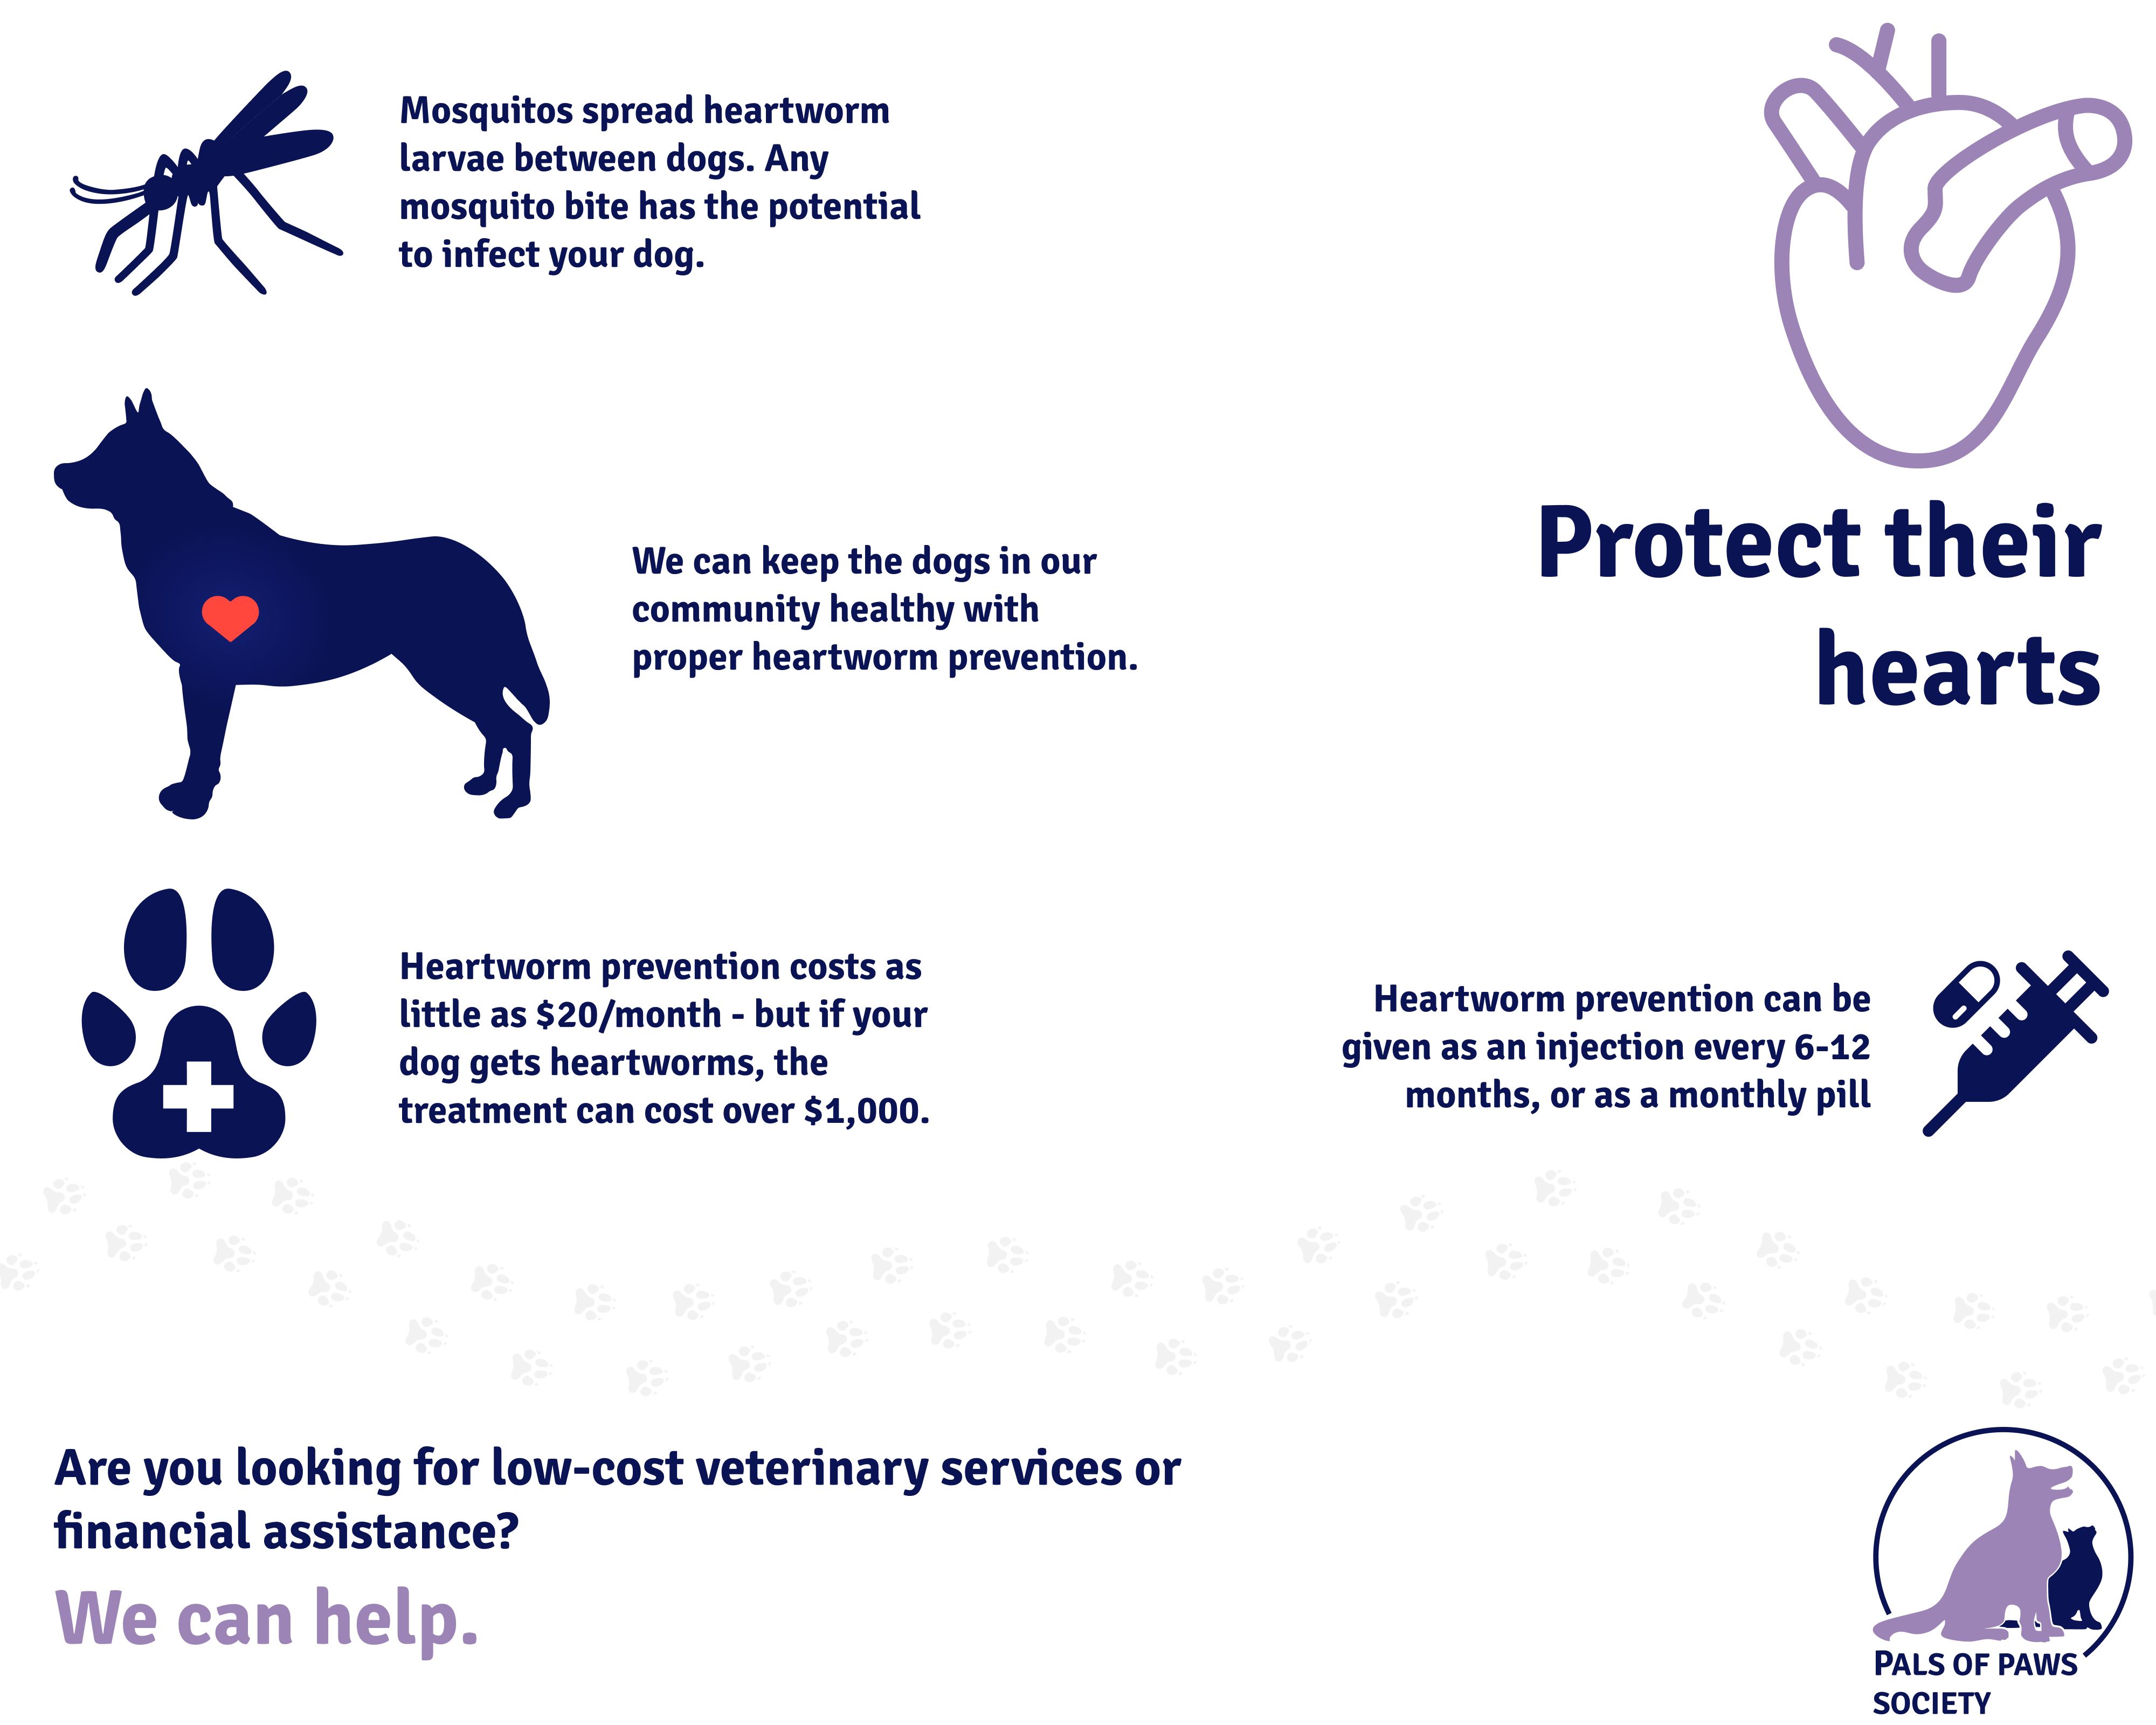 Mosquitos spread heartworm
larvae between dogs. Any
mosquito bite has the potential
to infect your dog.
Protect their
hearts
We can keep the dogs in our
community healthy with
proper heartworm prevention.
Heartworm prevention costs as
little as $20/month - but if your
dog gets heartworms, the
treatment can cost over $1,000.
Heartworm prevention can be
given as an injection every 6-12
months, or as a monthly pill
Are you looking for low-cost veterinary services or
financial assistance?
We can help.
PALS OF PAWS
SOCIETY